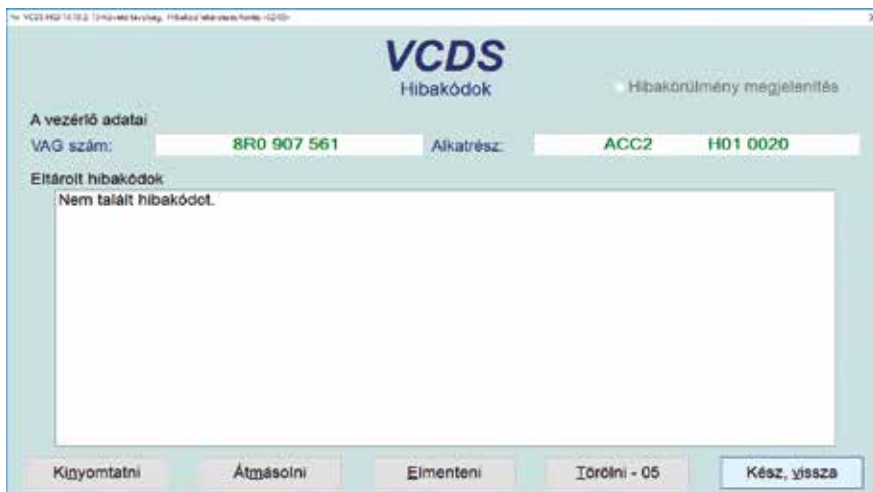 VCDS
Hibakódok
Hibakörülmény megjelenítés
A vezérlő adatai
VAG szám: 8R0 907 561 Alkatrész: ACC2 H01 0020
Eltárolt hibakódok
Nem talált hibakódot.
Kinyomtatni Átmásolni Elmenteni Törölni - 05 Kész, vissza